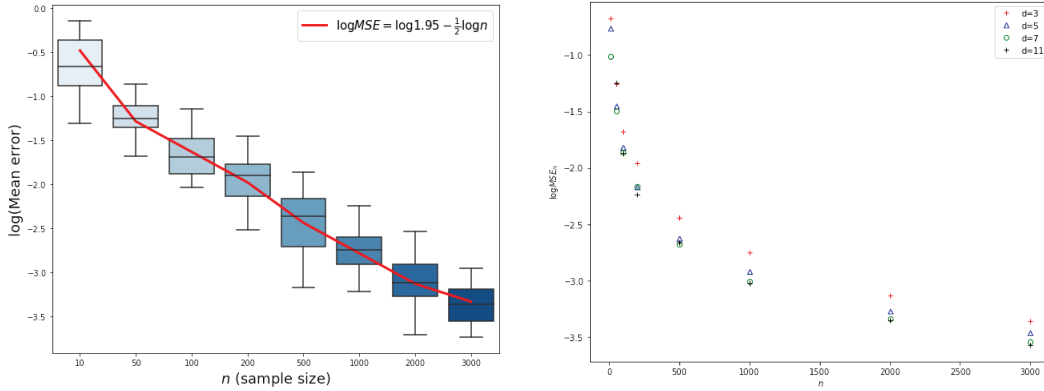 logMSE = log1.95 − 1/2 logn
log(Mean error)
0.0
−0.5
−1.0
−1.5
−2.0
−2.5
−3.0
−3.5
10 50 100 200 500 1000 2000 3000
n (sample size)
d=3
d=5
d=7
d=11
logMSEₙ
−1.0
−1.5
−2.0
−2.5
−3.0
−3.5
0 500 1000 1500 2000 2500 3000
n